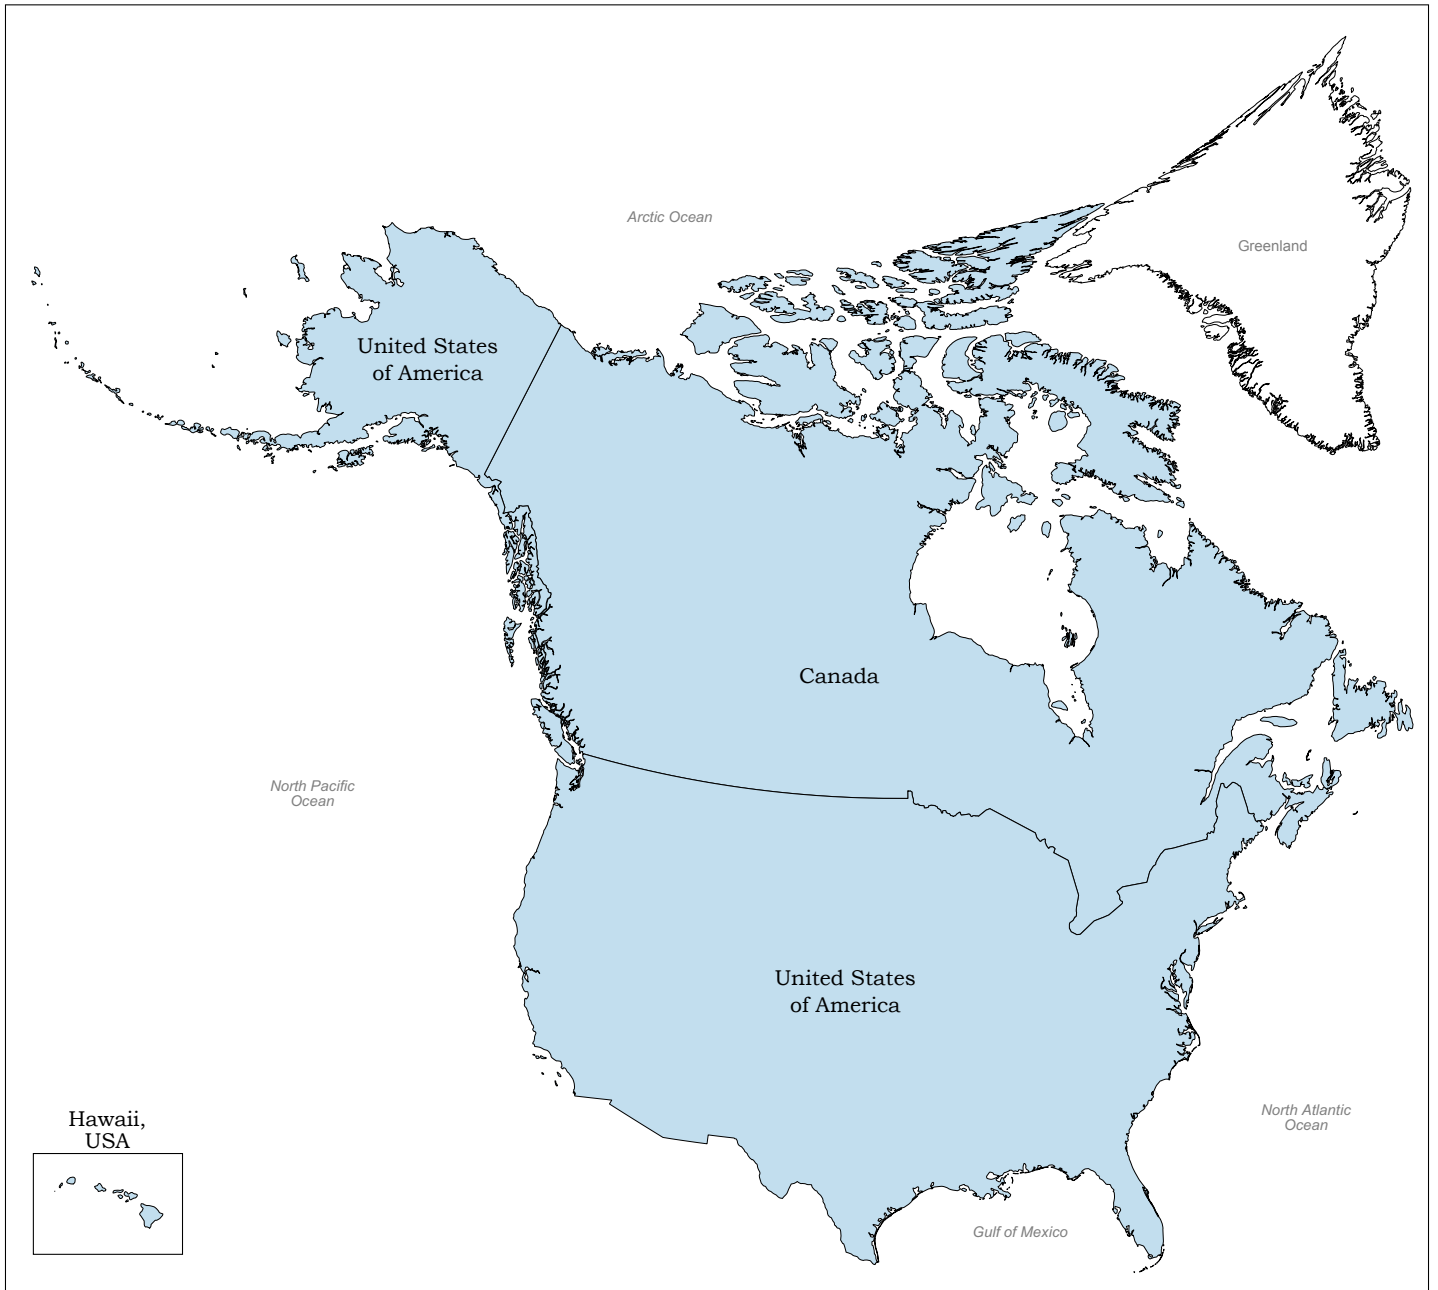 Arctic Ocean
Greenland
United States
of America
Canada
North Pacific
Ocean
United States
of America
Hawaii,
USA
North Atlantic
Ocean
Gulf of Mexico